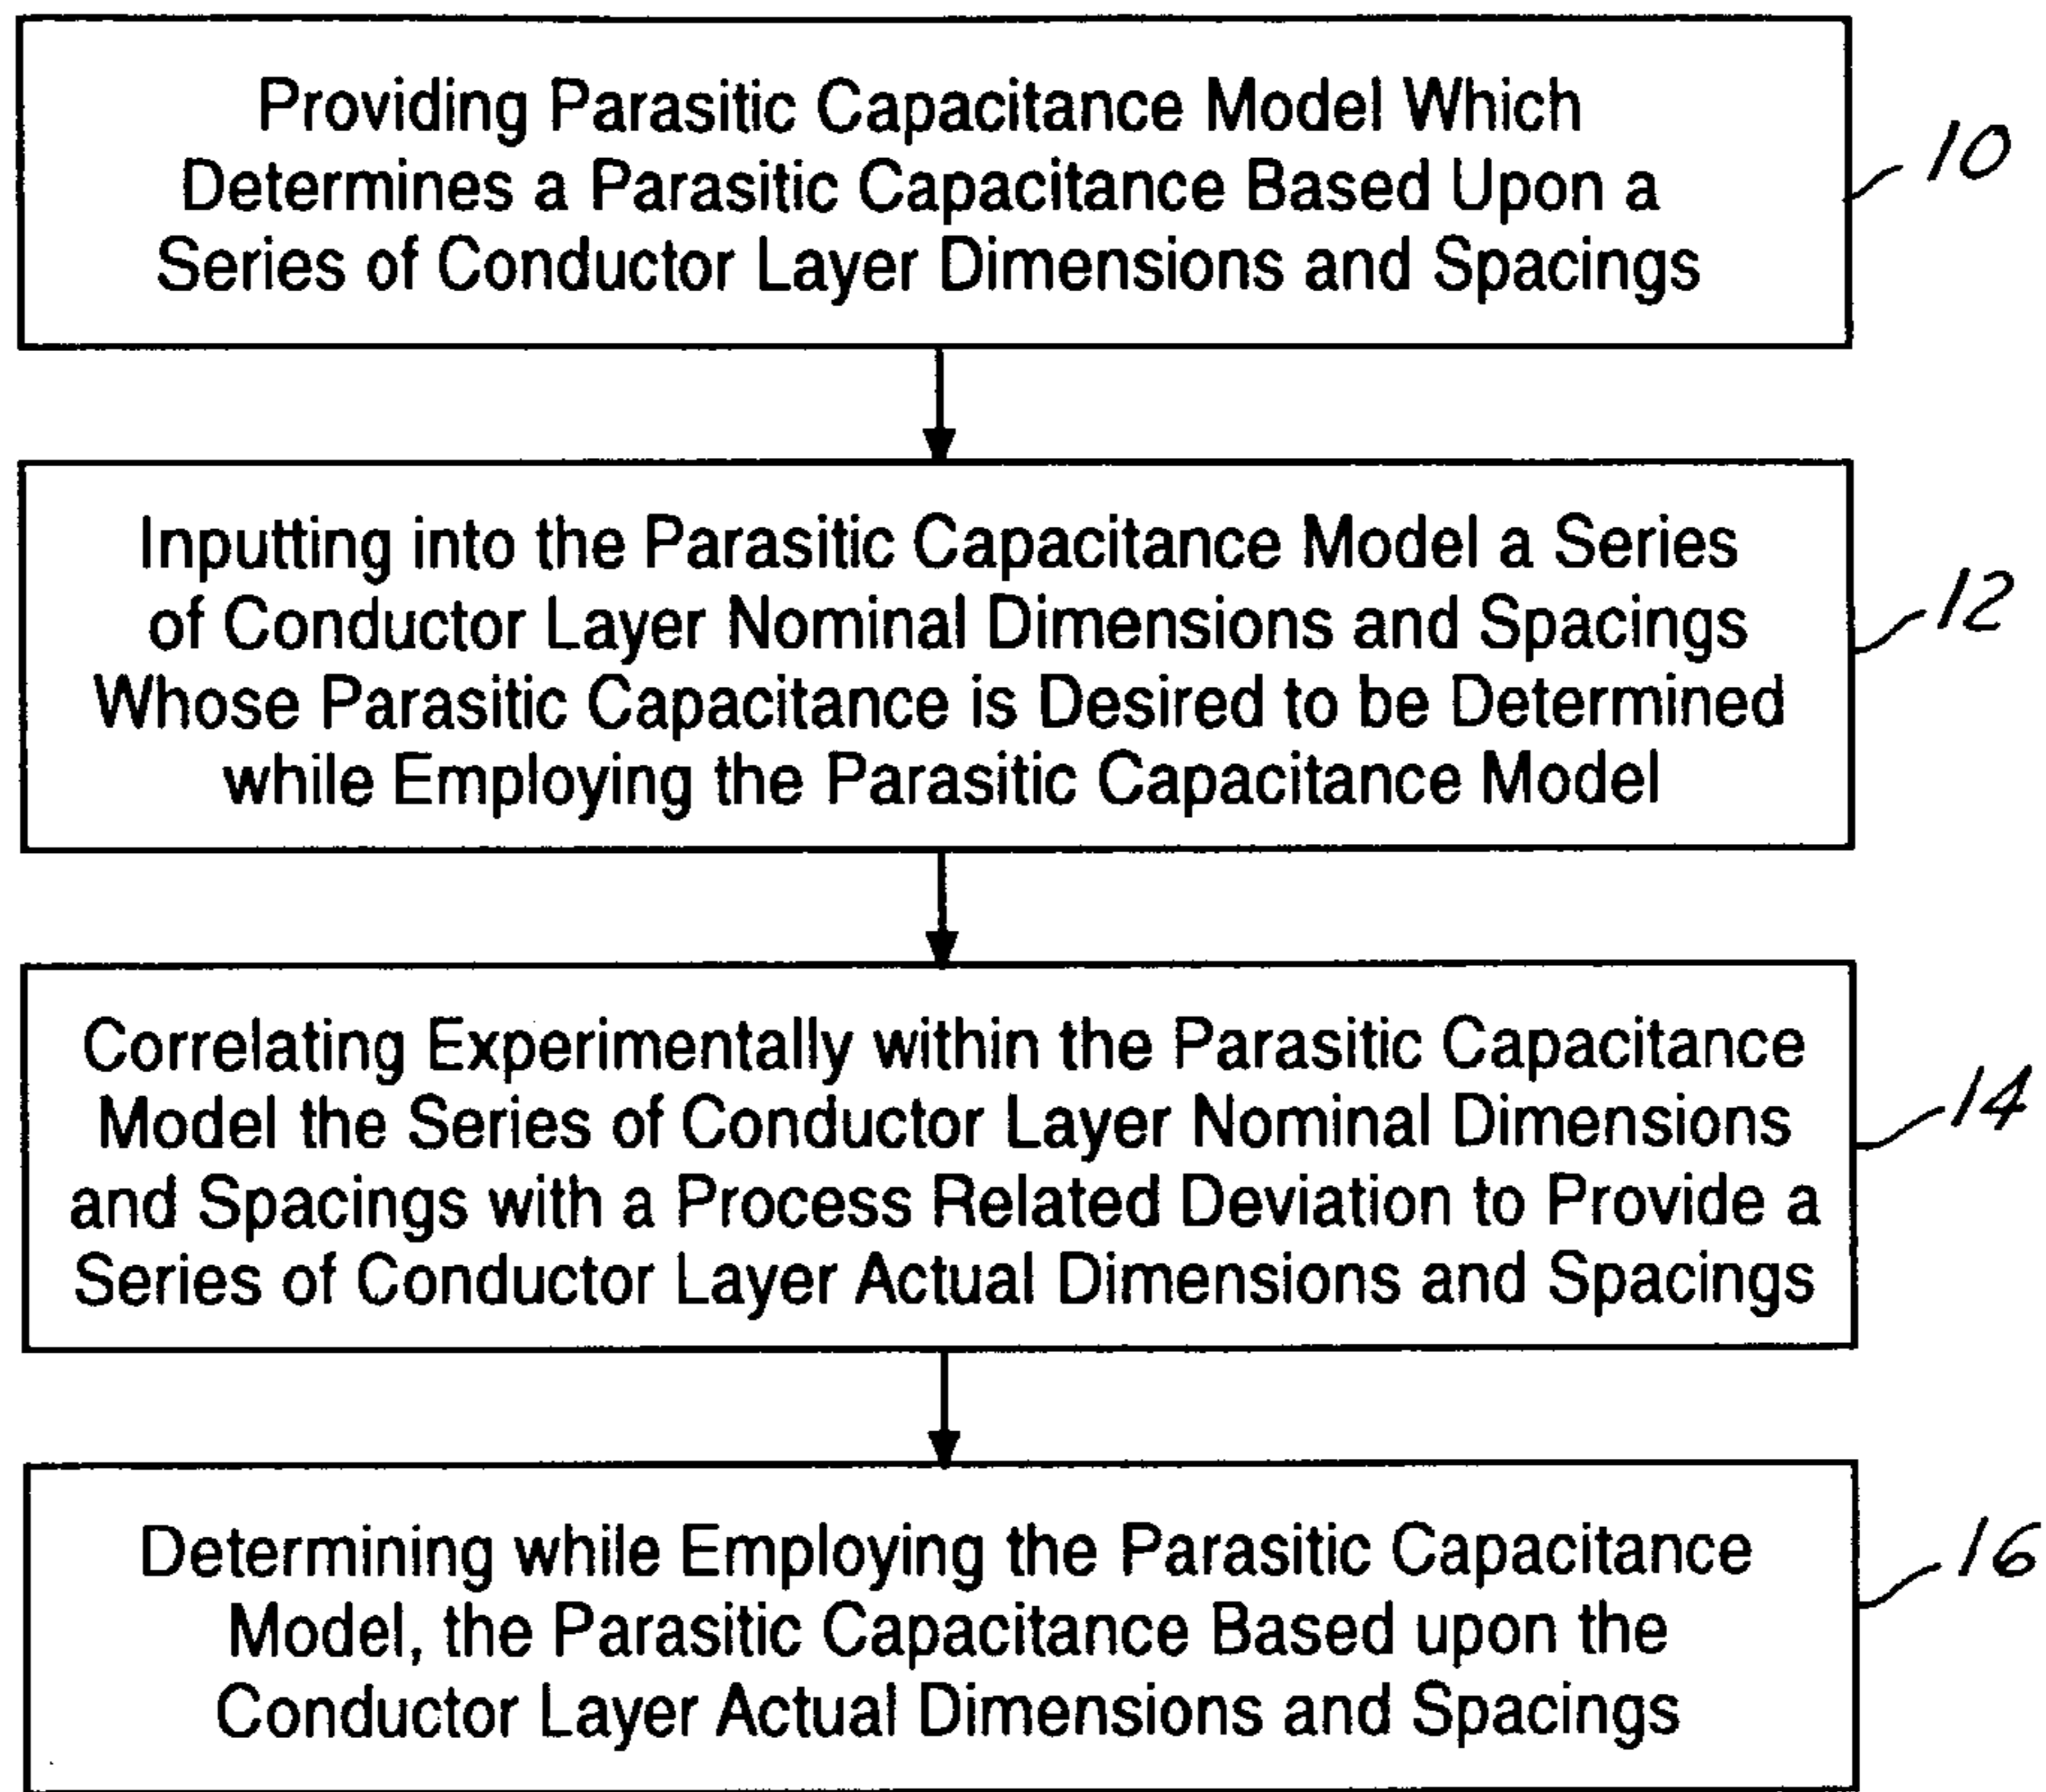 Providing Parasitic Capacitance Model Which
Determines a Parasitic Capacitance Based Upon a
Series of Conductor Layer Dimensions and Spacings
10
Inputting into the Parasitic Capacitance Model a Series
of Conductor Layer Nominal Dimensions and Spacings
Whose Parasitic Capacitance is Desired to be Determined
while Employing the Parasitic Capacitance Model
12
Correlating Experimentally within the Parasitic Capacitance
Model the Series of Conductor Layer Nominal Dimensions
and Spacings with a Process Related Deviation to Provide a
Series of Conductor Layer Actual Dimensions and Spacings
14
Determining while Employing the Parasitic Capacitance
Model, the Parasitic Capacitance Based upon the
Conductor Layer Actual Dimensions and Spacings
16